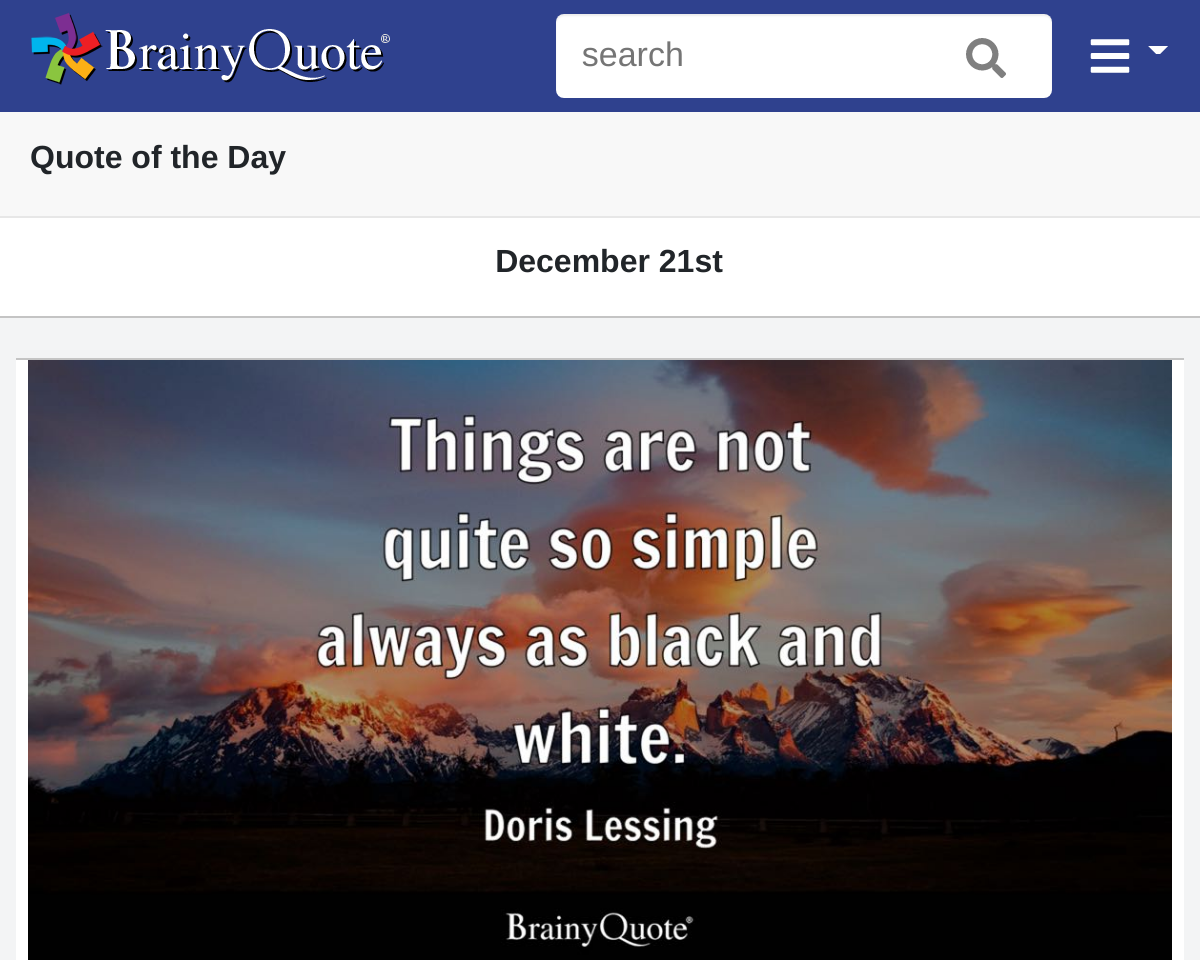 BrainyQuote®
search
Quote of the Day
December 21st
Things are not
quite so simple
always as black and
white.
Doris Lessing
BrainyQuote®